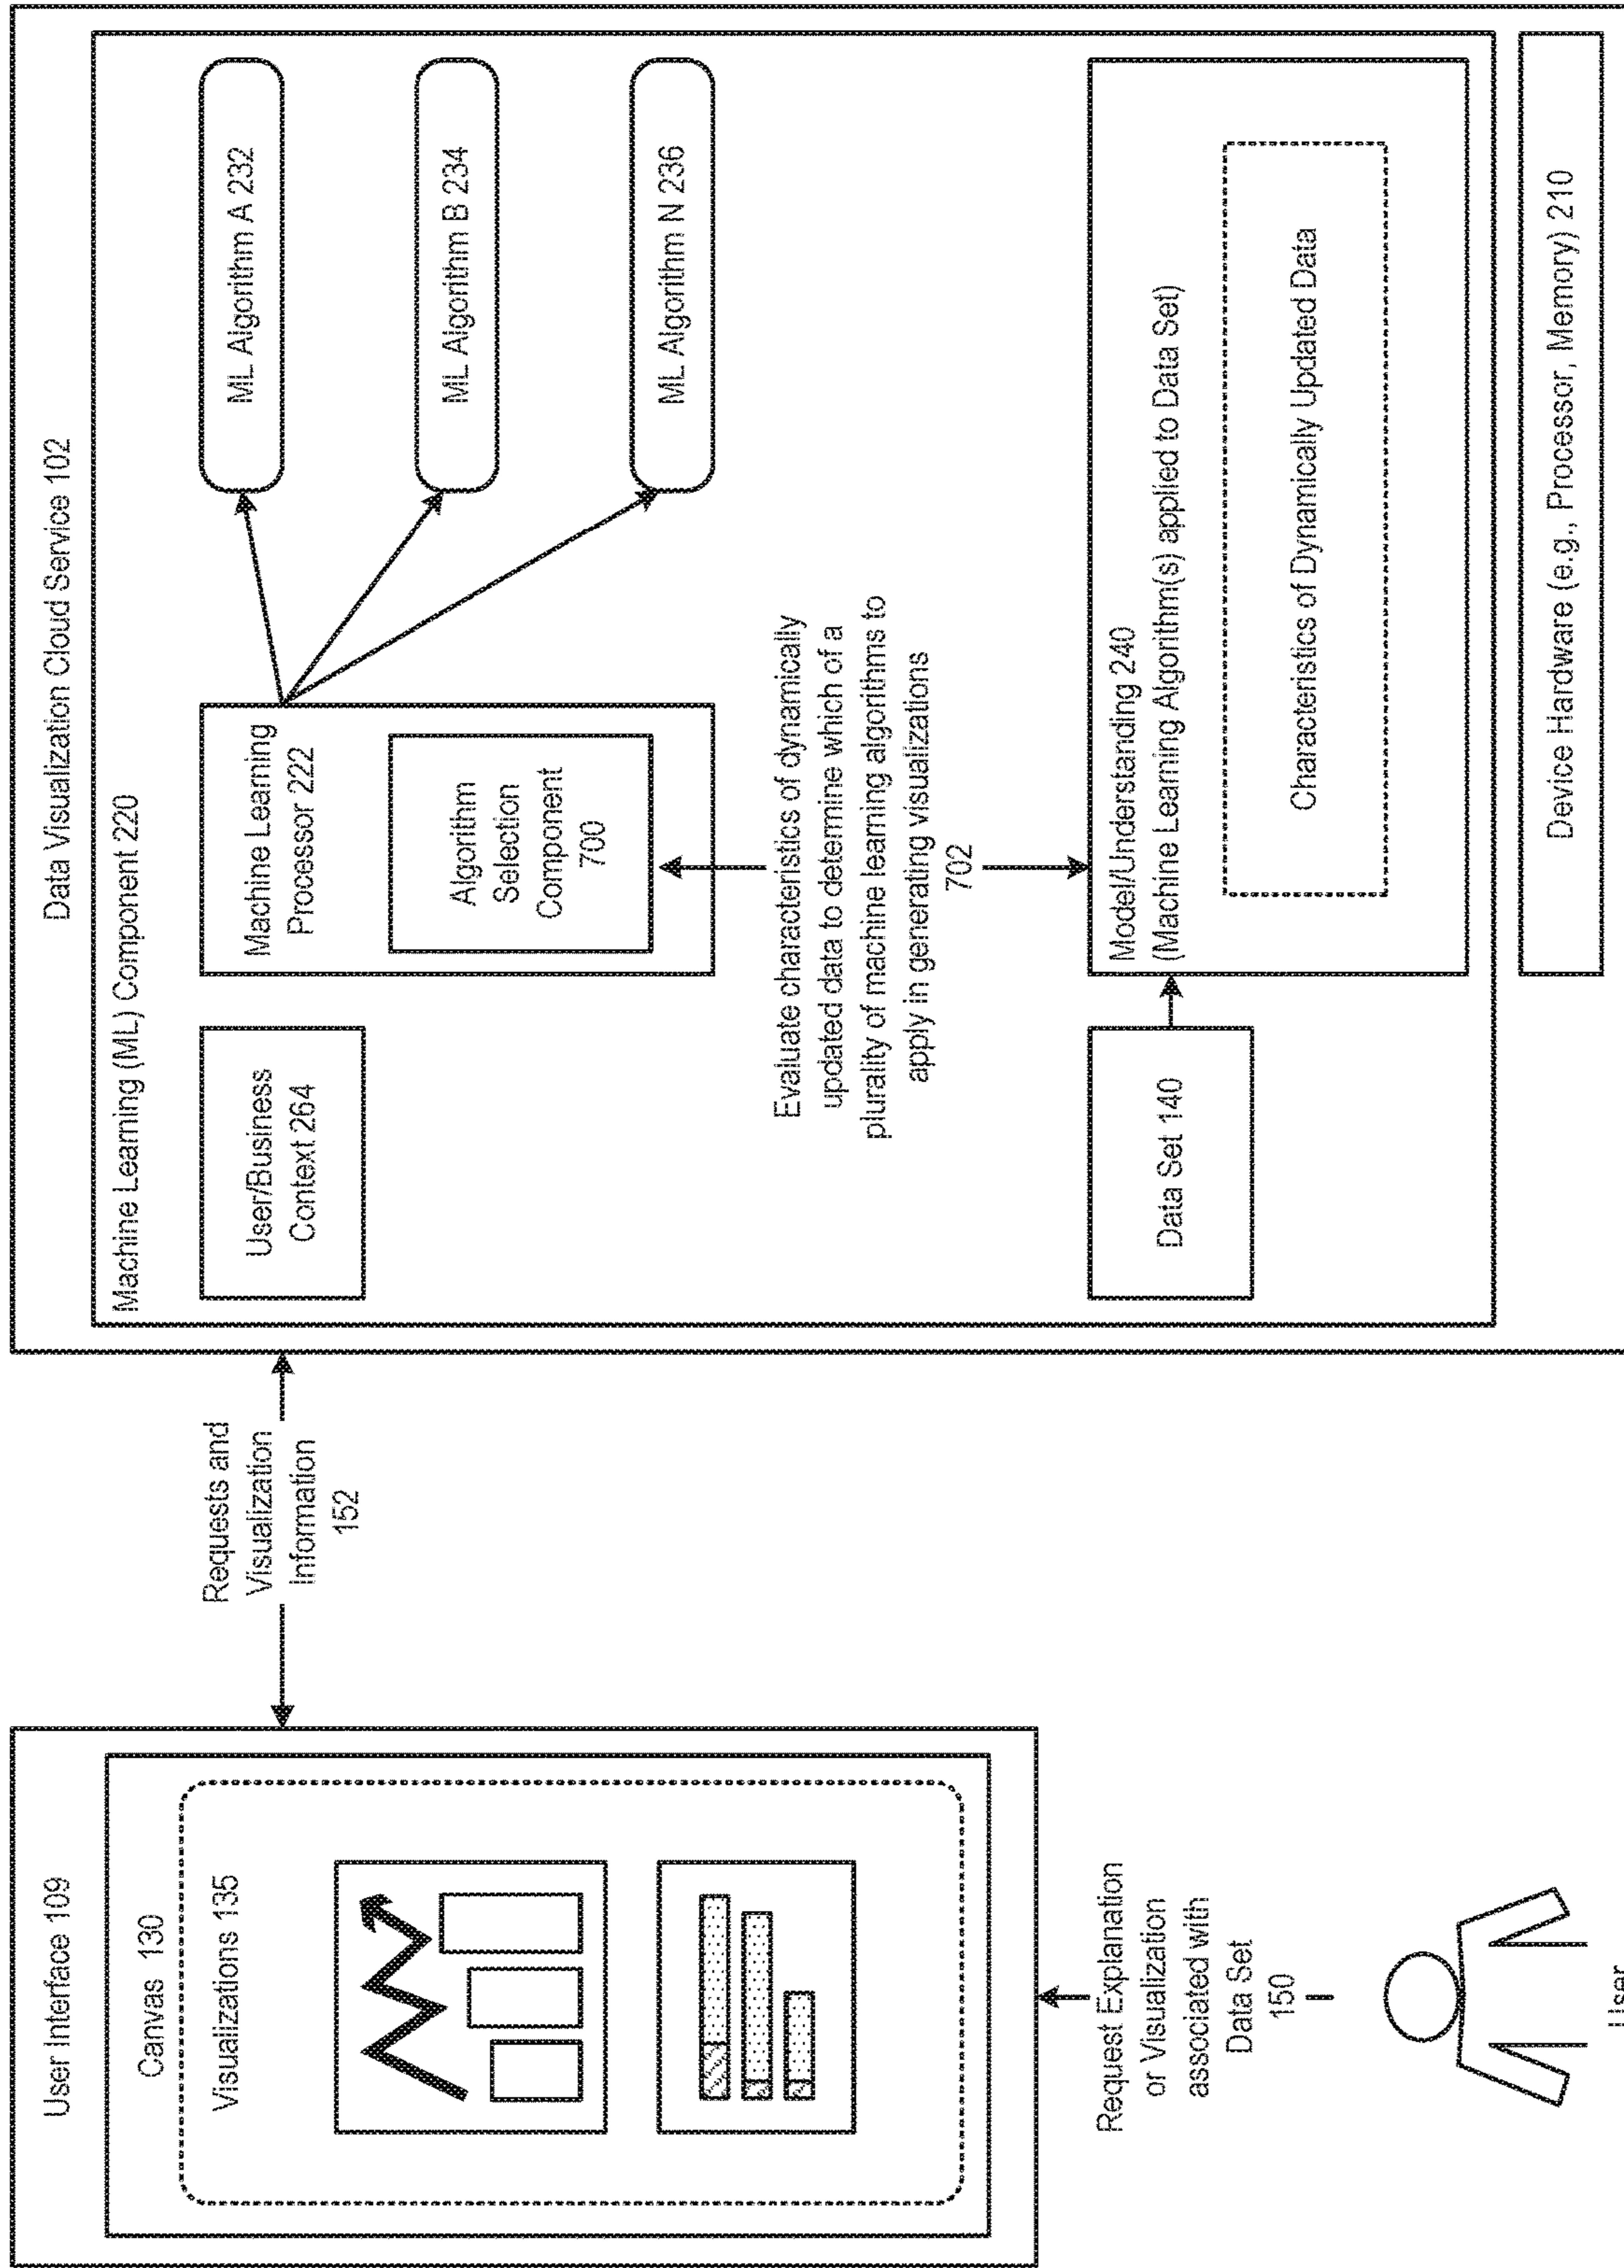 User Interface 109
Canvas 130
Visualizations 135
Request Explanation
or Visualization
associated with
Data Set
150
User
Requests and
Visualization
Information
152
Data Visualization Cloud Service 102
Machine Learning (ML) Component 220
User/Business
Context 264
Machine Learning
Processor 222
Algorithm
Selection
Component
700
ML Algorithm A 232
ML Algorithm B 234
ML Algorithm N 236
Evaluate characteristics of dynamically
updated data to determine which of a
plurality of machine learning algorithms to
apply in generating visualizations
702
Data Set 140
Model/Understanding 240
(Machine Learning Algorithm(s) applied to Data Set)
Characteristics of Dynamically Updated Data
Device Hardware (e.g., Processor, Memory) 210